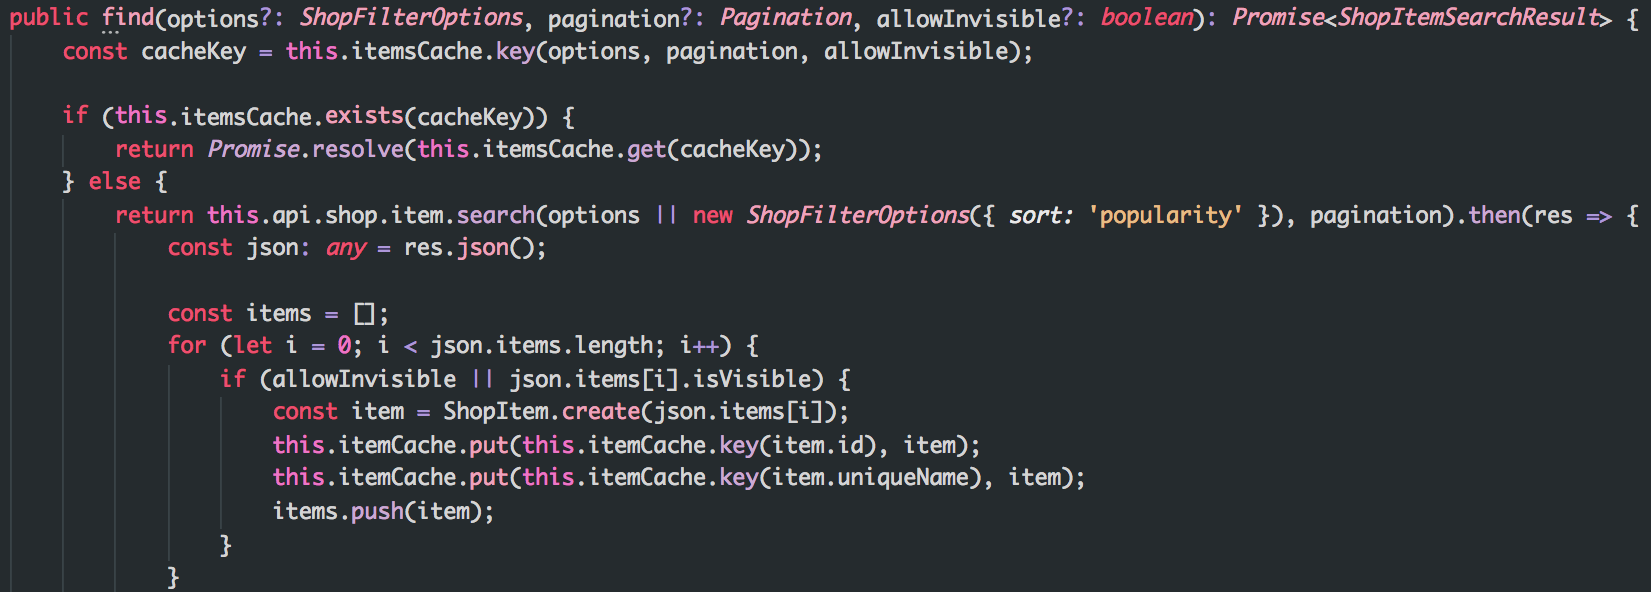 public find(options?: ShopFilterOptions, pagination?: Pagination, allowInvisible?: boolean): Promise<ShopItemSearchResult> {
    const cacheKey = this.itemsCache.key(options, pagination, allowInvisible);

    if (this.itemsCache.exists(cacheKey)) {
        return Promise.resolve(this.itemsCache.get(cacheKey));
    } else {
        return this.api.shop.item.search(options || new ShopFilterOptions({ sort: 'popularity' }), pagination).then(res => {
            const json: any = res.json();

            const items = [];
            for (let i = 0; i < json.items.length; i++) {
                if (allowInvisible || json.items[i].isVisible) {
                    const item = ShopItem.create(json.items[i]);
                    this.itemCache.put(this.itemCache.key(item.id), item);
                    this.itemCache.put(this.itemCache.key(item.uniqueName), item);
                    items.push(item);
                }
            }